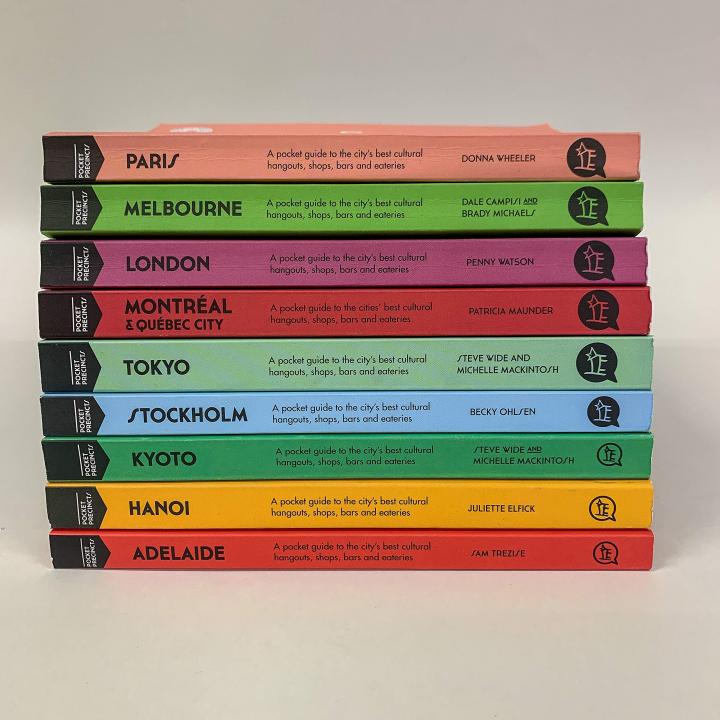 POCKET
PRECINCTS
PARIS
A pocket guide to the city's best cultural
hangouts, shops, bars and eateries
DONNA WHEELER
POCKET
PRECINCTS
MELBOURNE
A pocket guide to the city's best cultural
hangouts, shops, bars and eateries
DALE CAMPISI AND
BRADY MICHAELS
POCKET
PRECINCTS
LONDON
A pocket guide to the city's best cultural
hangouts, shops, bars and eateries
PENNY WATSON
POCKET
PRECINCTS
MONTRÉAL
& QUÉBEC CITY
A pocket guide to the cities' best cultural
hangouts, shops, bars and eateries
PATRICIA MAUNDER
POCKET
PRECINCTS
TOKYO
A pocket guide to the city's best cultural
hangouts, shops, bars and eateries
STEVE WIDE AND
MICHELLE MACKINTOSH
POCKET
PRECINCTS
STOCKHOLM
A pocket guide to the city's best cultural
hangouts, shops, bars and eateries
BECKY OHLSEN
POCKET
PRECINCTS
KYOTO
A pocket guide to the city's best cultural
hangouts, shops, bars and eateries
STEVE WIDE AND
MICHELLE MACKINTOSH
POCKET
PRECINCTS
HANOI
A pocket guide to the city's best cultural
hangouts, shops, bars and eateries
JULIETTE ELFICK
POCKET
PRECINCTS
ADELAIDE
A pocket guide to the city's best cultural
hangouts, shops, bars and eateries
SAM TREZISE